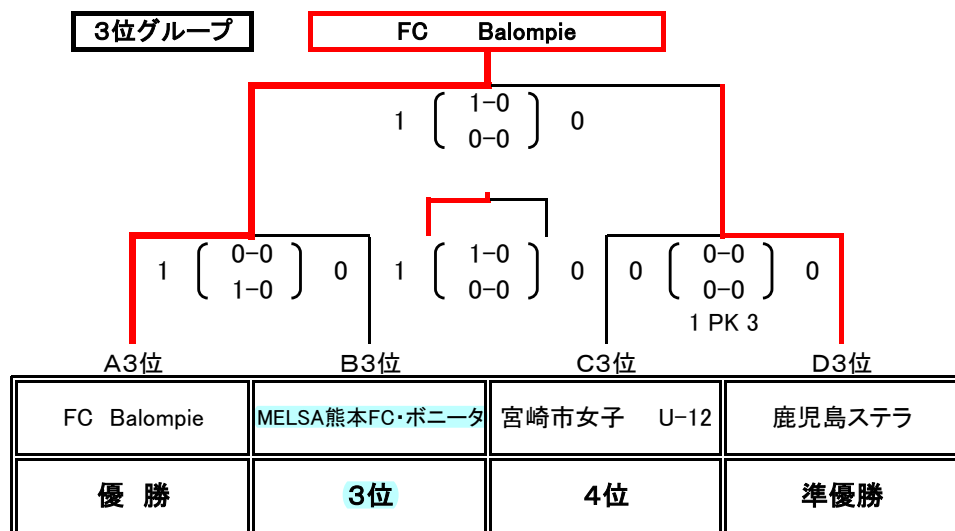 3位グループ
FC Balompie
1 1-0 0
0-0
1 0-0 0
1-0
1 1-0 0
0-0
0 0-0 0
0-0
1 PK 3
A3位 B3位 C3位 D3位
FC Balompie MELSA熊本FC・ボニータ 宮崎市女子 U-12 鹿児島ステラ
優 勝 3位 4位 準優勝